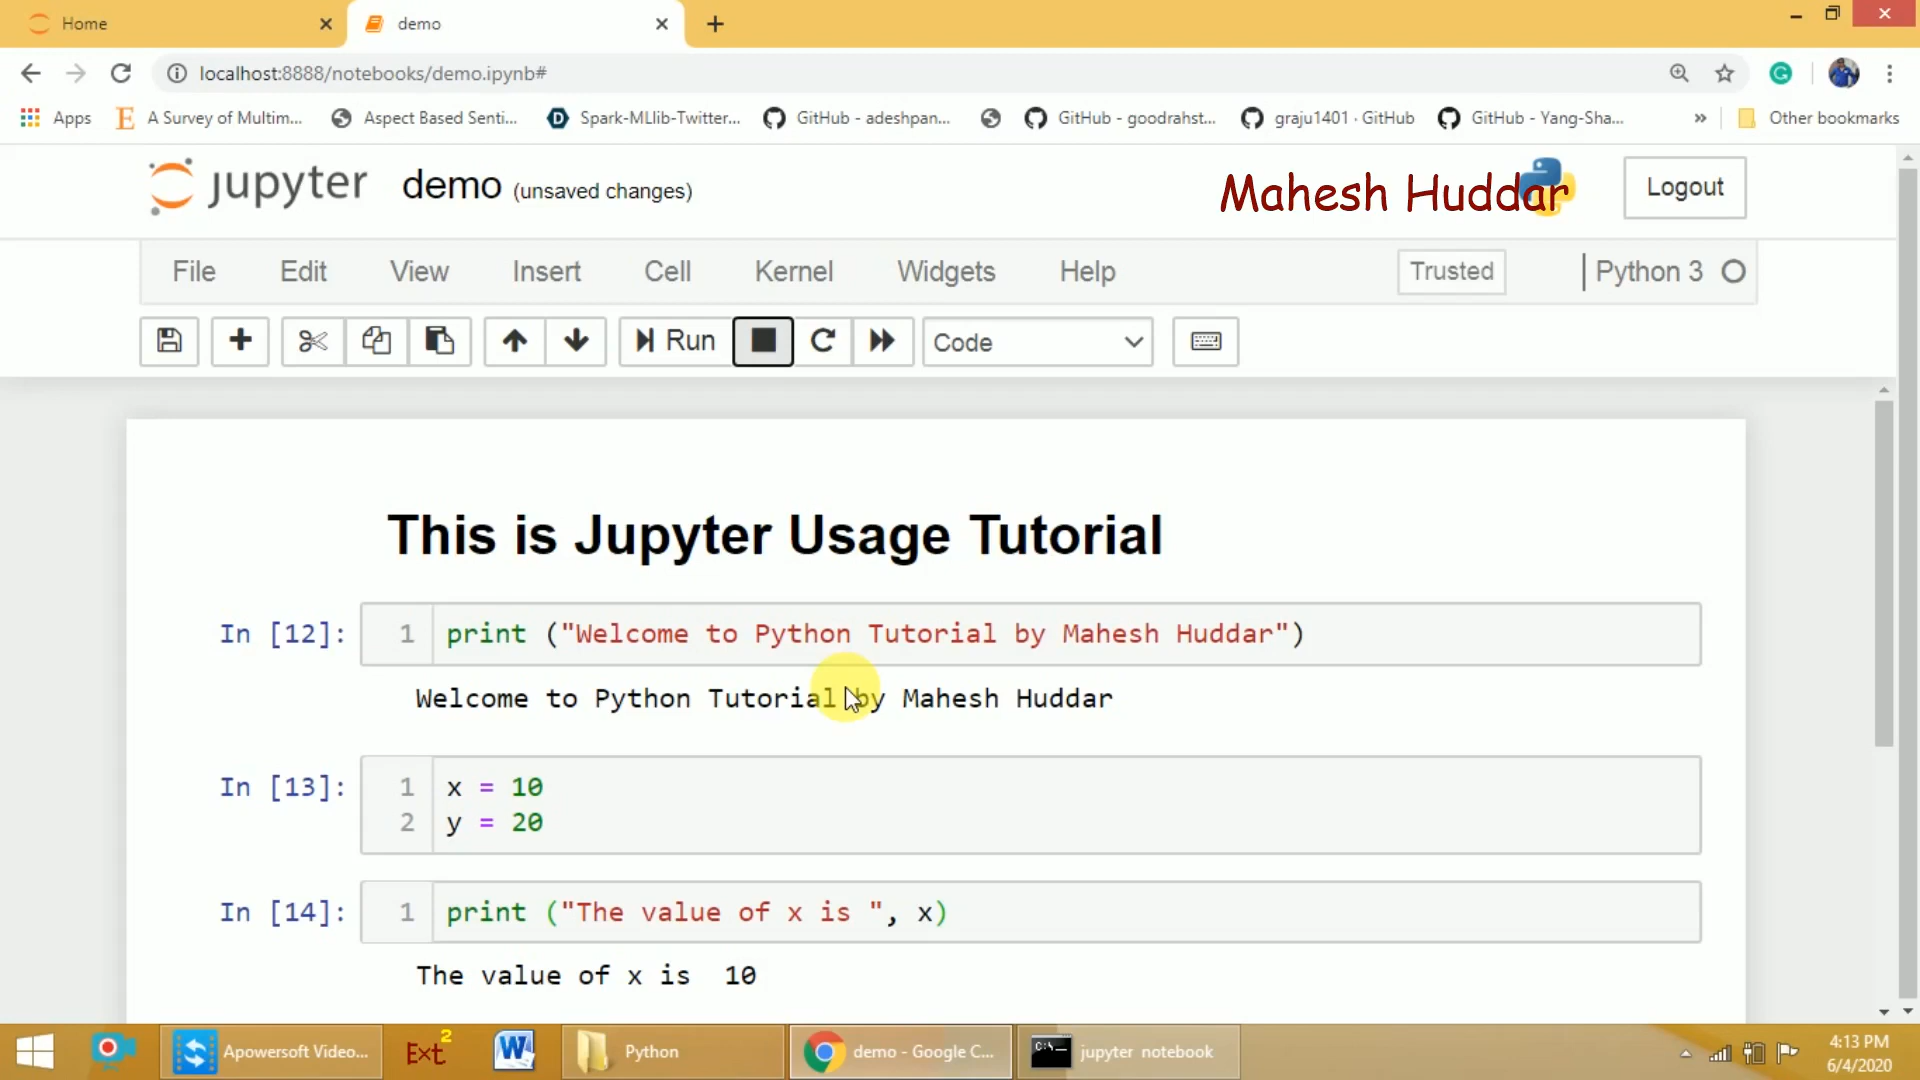 Home
demo
localhost:8888/notebooks/demo.ipynb#
Apps
A Survey of Multim...
Aspect Based Senti...
Spark-MLlib-Twitter...
GitHub - adeshpan...
GitHub - goodrahst...
graju1401 · GitHub
GitHub - Yang-Sha...
»
Other bookmarks
jupyter demo (unsaved changes)
Mahesh Huddar
Logout
File Edit View Insert Cell Kernel Widgets Help
Trusted
Python 3
Run
Code
This is Jupyter Usage Tutorial
In [12]: 1 print ("Welcome to Python Tutorial by Mahesh Huddar")
Welcome to Python Tutorial by Mahesh Huddar
In [13]: 1 x = 10
2 y = 20
In [14]: 1 print ("The value of x is ", x)
The value of x is  10
Apowersoft Video...
Ext2
Python
demo - Google C...
jupyter notebook
4:13 PM
6/4/2020